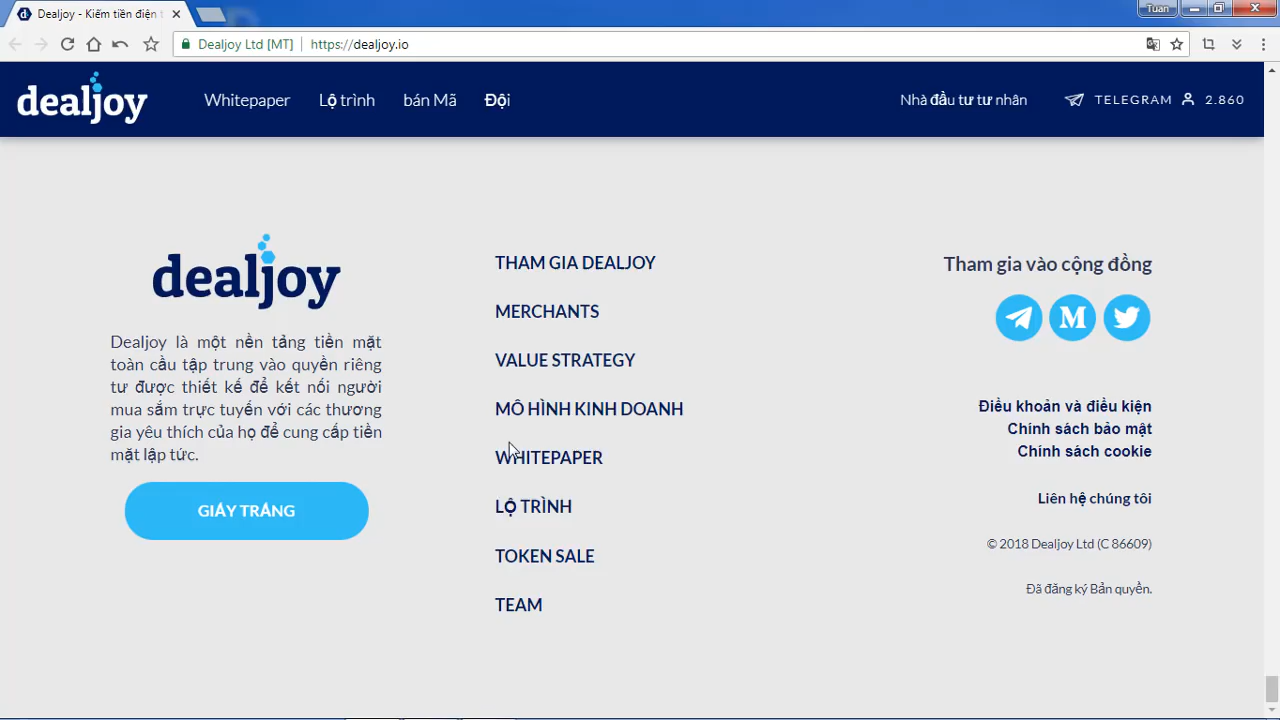 Dealjoy - Kiếm tiền điện t
Tuan
Dealjoy Ltd [MT]
https://dealjoy.io
dealjoy
Whitepaper
Lộ trình
bán Mã
Đội
Nhà đầu tư tư nhân
TELEGRAM
2.860
dealjoy
Dealjoy là một nền tảng tiền mặt
toàn cầu tập trung vào quyền riêng
tư được thiết kế để kết nối người
mua sắm trực tuyến với các thương
gia yêu thích của họ để cung cấp tiền
mặt lập tức.
GIẤY TRẮNG
THAM GIA DEALJOY
MERCHANTS
VALUE STRATEGY
MÔ HÌNH KINH DOANH
WHITEPAPER
LỘ TRÌNH
TOKEN SALE
TEAM
Tham gia vào cộng đồng
M
Điều khoản và điều kiện
Chính sách bảo mật
Chính sách cookie
Liên hệ chúng tôi
© 2018 Dealjoy Ltd (C 86609)
Đã đăng ký Bản quyền.